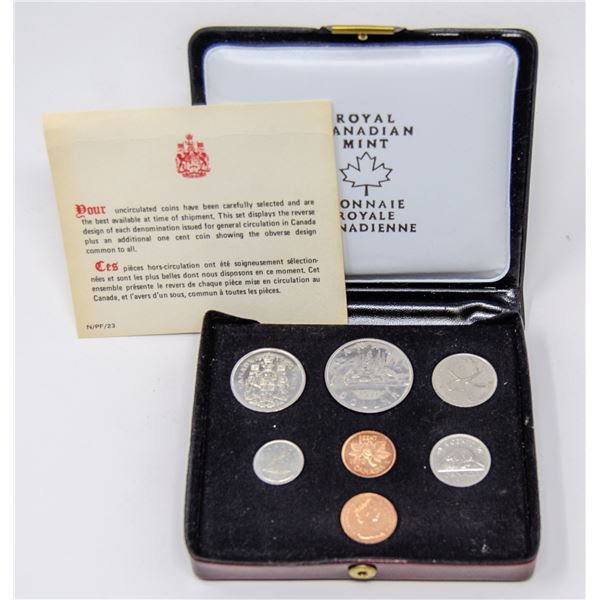 Your uncirculated coins have been carefully selected and are
the best available at time of shipment. This set displays the reverse
design of each denomination issued for general circulation in Canada
plus an additional one cent coin showing the obverse design
common to all.
Ces pièces hors-circulation ont été soigneusement sélection-
nées et sont les plus belles dont nous disposons en ce moment. Cet
ensemble présente le revers de chaque pièce mise en circulation au
Canada, et l'avers d'un sous, commun à toutes les pièces.
N/PF/23
ROYAL
CANADIAN
MINT
MONNAIE
ROYALE
CANADIENNE
DOLLAR
1 CENT
CANADA